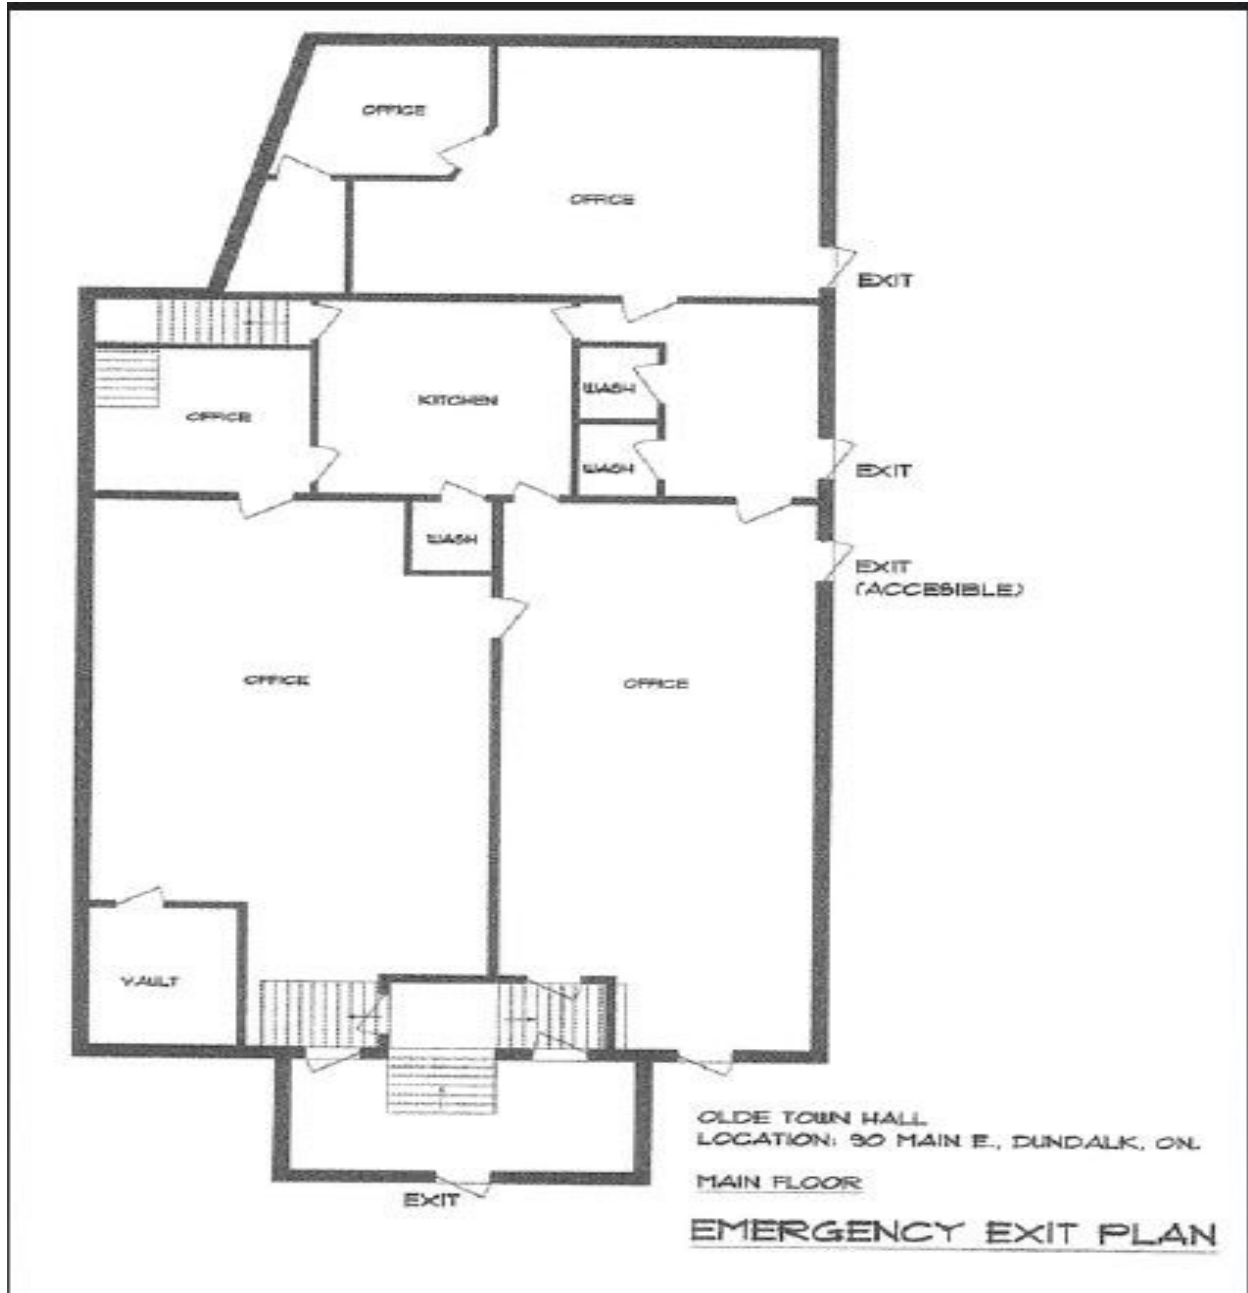 OFFICE
OFFICE
EXIT
WASH
KITCHEN
OFFICE
EXIT
WASH
WASH
EXIT
(ACCESIBLE)
OFFICE
OFFICE
VAULT
OLDE TOWN HALL
LOCATION: 90 MAIN E., DUNDALK, ON.
MAIN FLOOR
EXIT
EMERGENCY EXIT PLAN